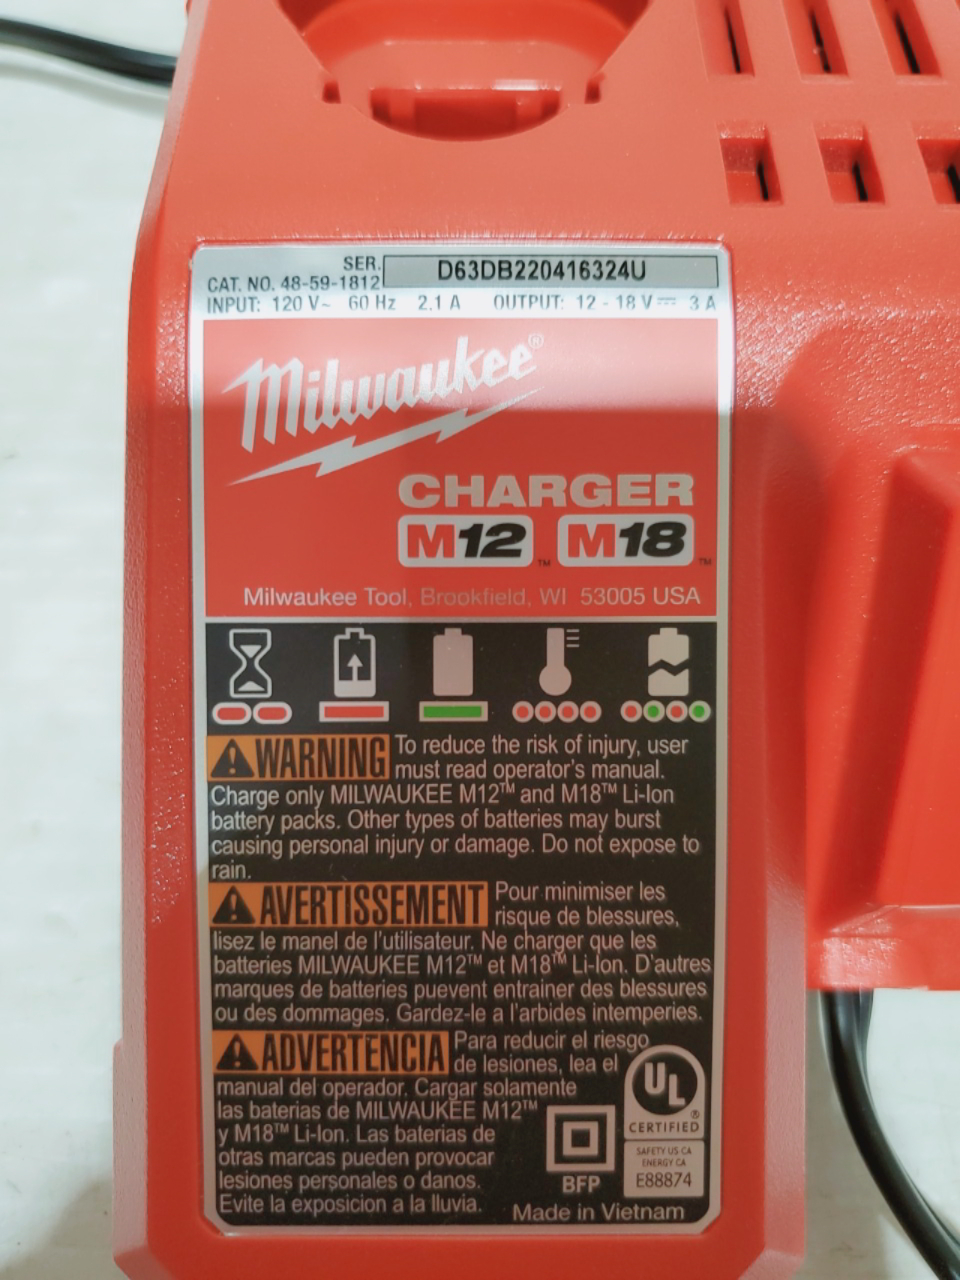 SER. D63DB220416324U
CAT. NO. 48-59-1812
INPUT: 120 V~ 60 Hz 2.1 A OUTPUT: 12 - 18 V⎓ 3 A
Milwaukee®
CHARGER
M12™ M18™
Milwaukee Tool, Brookfield, WI 53005 USA
WARNING To reduce the risk of injury, user
must read operator's manual.
Charge only MILWAUKEE M12™ and M18™ Li-Ion
battery packs. Other types of batteries may burst
causing personal injury or damage. Do not expose to
rain.
AVERTISSEMENT Pour minimiser les
risque de blessures,
lisez le manel de l'utilisateur. Ne charger que les
batteries MILWAUKEE M12™ et M18™ Li-Ion. D'autres
marques de batteries puevent entrainer des blessures
ou des dommages. Gardez-le a l'arbides intemperies.
ADVERTENCIA Para reducir el riesgo
de lesiones, lea el
manual del operador. Cargar solamente
las baterias de MILWAUKEE M12™
y M18™ Li-Ion. Las baterias de
otras marcas pueden provocar
lesiones personales o danos.
Evite la exposicion a la lluvia.
UL®
CERTIFIED
SAFETY US CA
ENERGY CA
E88874
BFP
Made in Vietnam